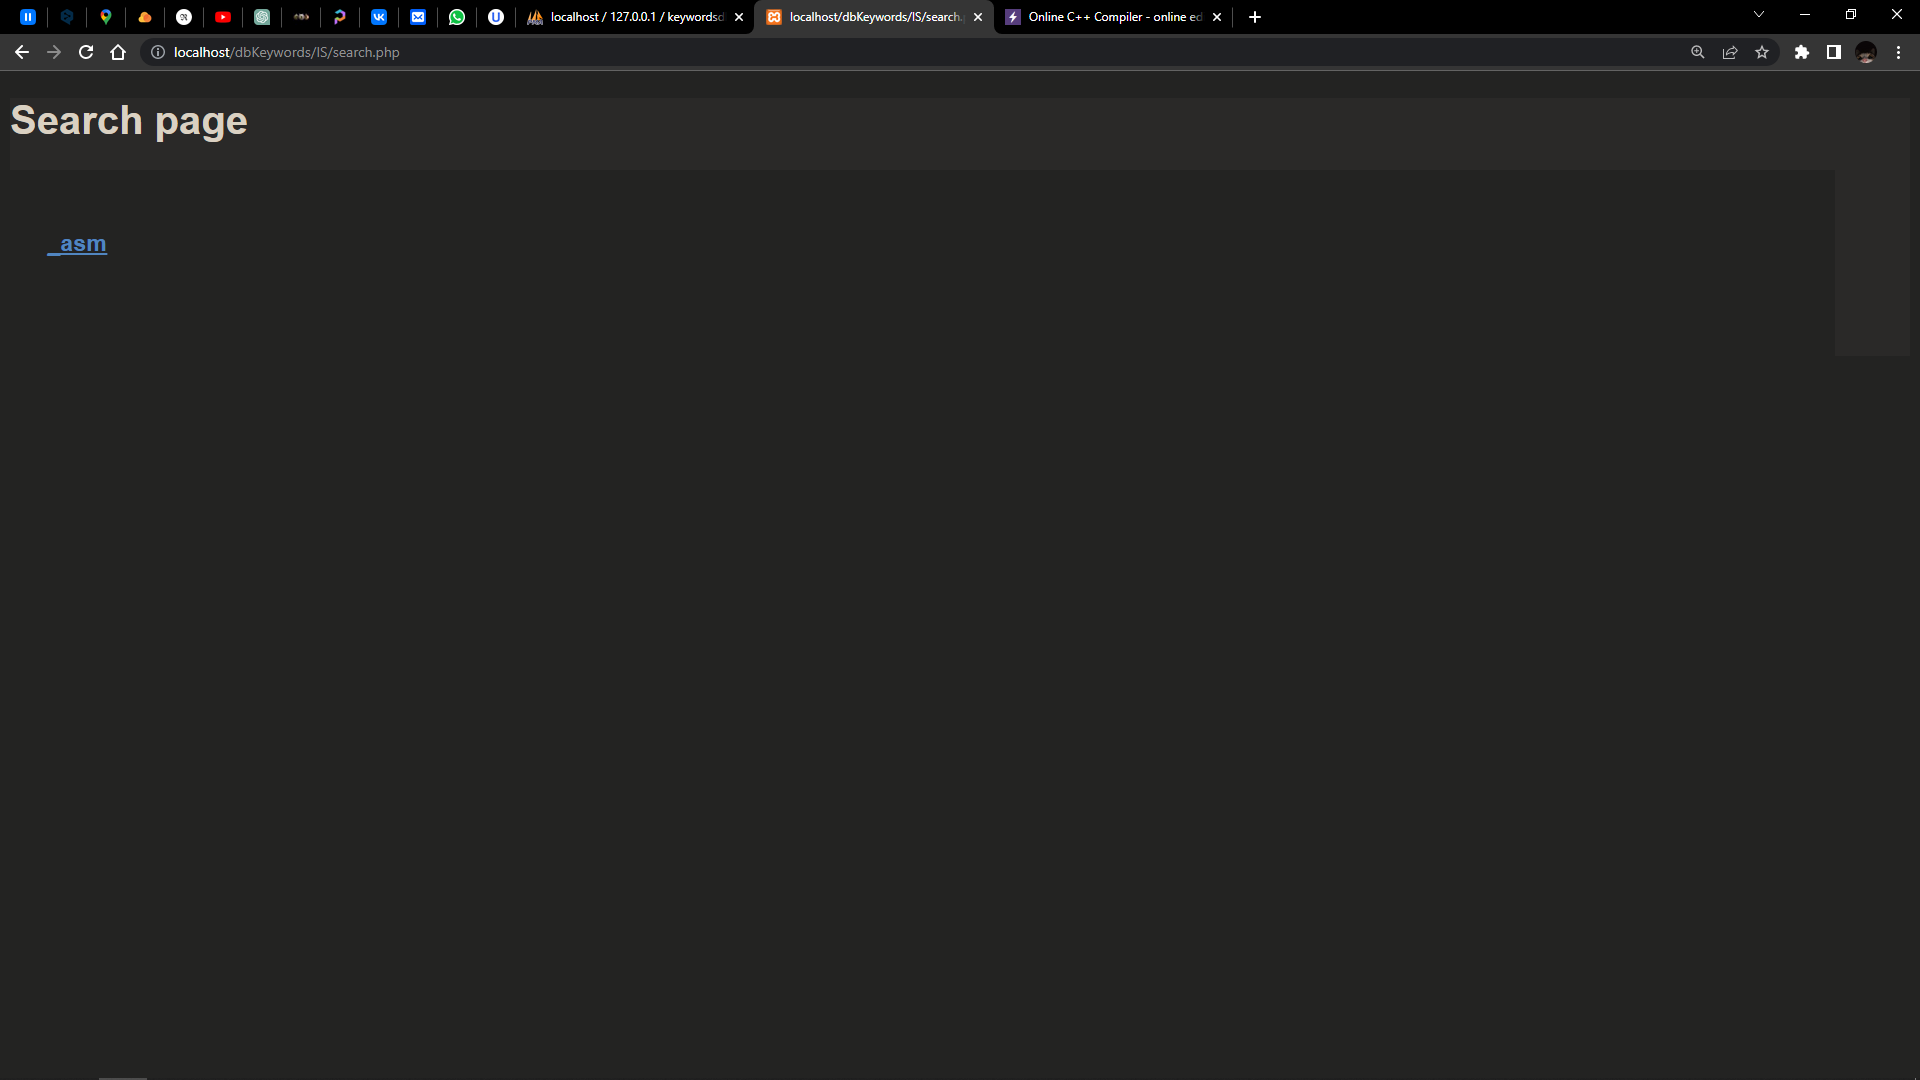 localhost / 127.0.0.1 / keywordsd
localhost/dbKeywords/IS/search.
Online C++ Compiler - online ed
localhost/dbKeywords/IS/search.php
Search page
_asm